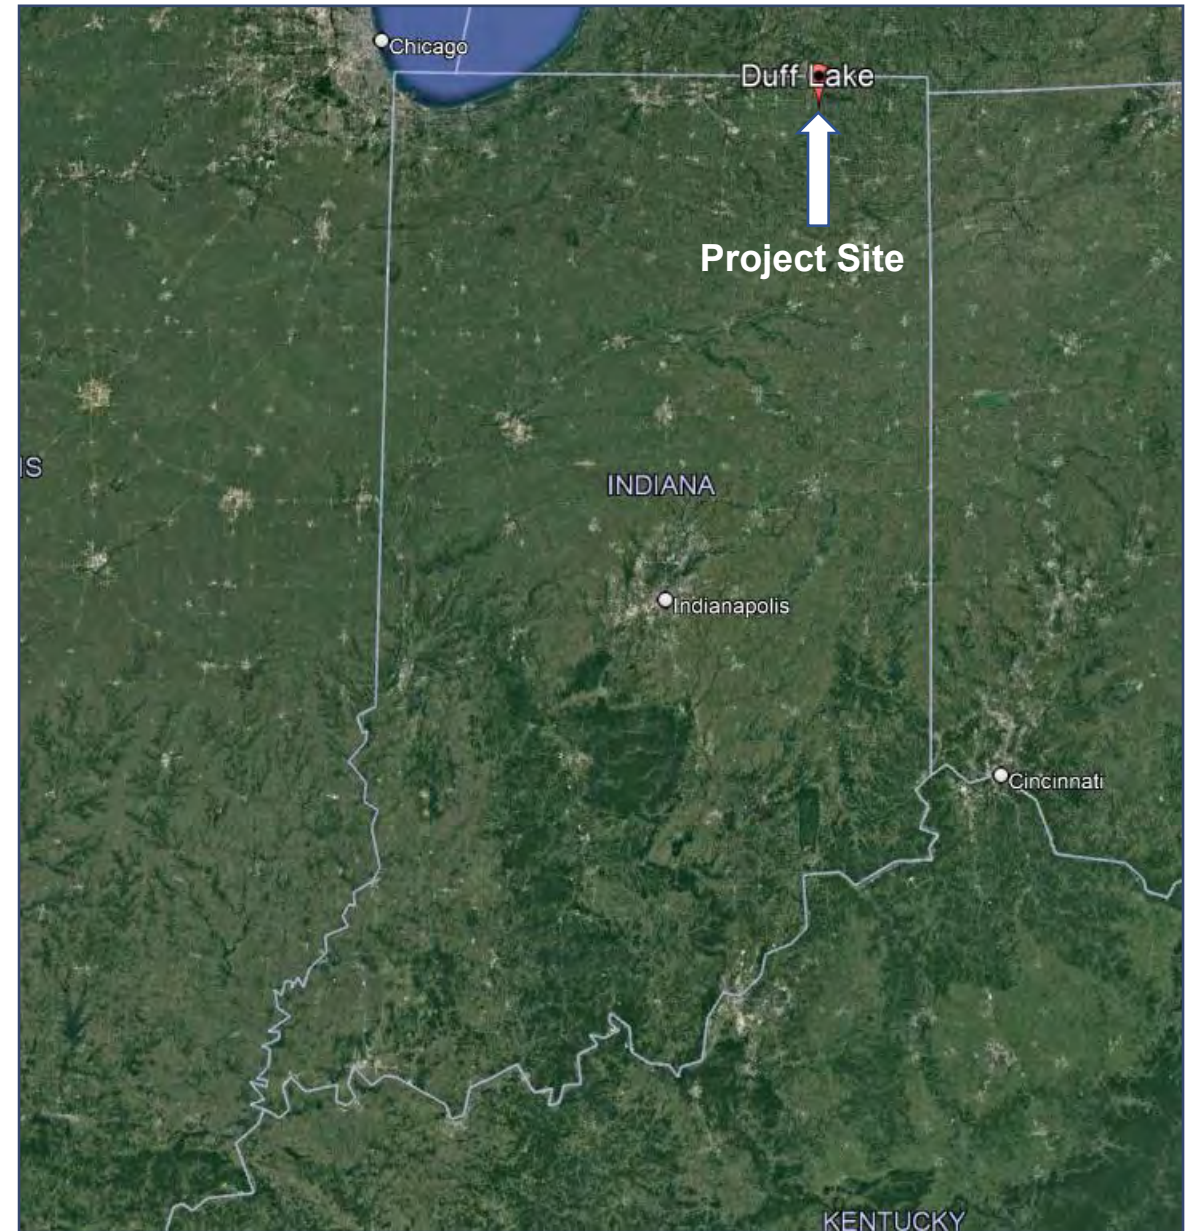 Chicago
Duff Lake
Project Site
IS
INDIANA
Indianapolis
Cincinnati
KENTUCKY